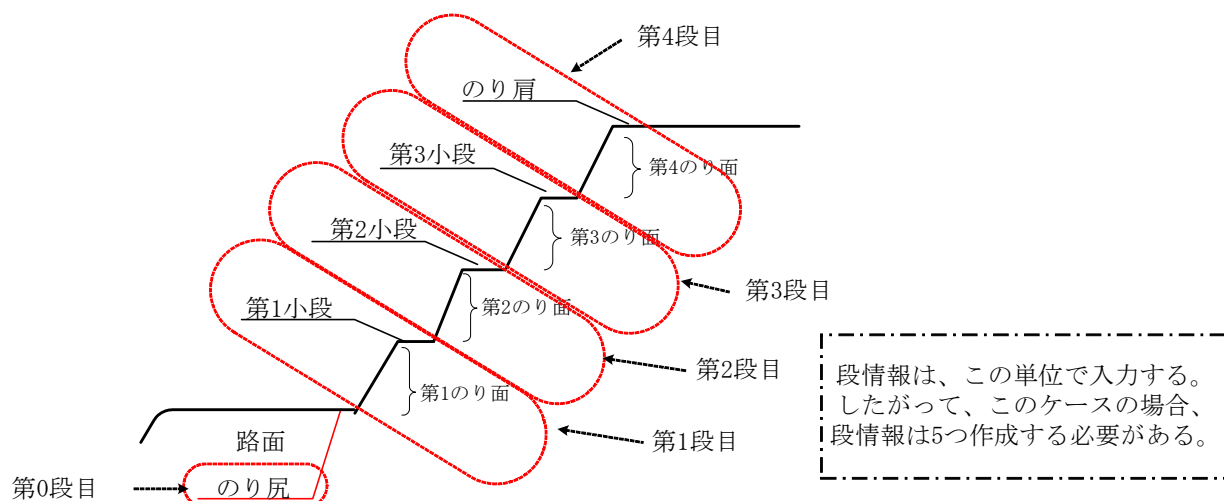 第4段目
のり肩
第4のり面
第3小段
第3のり面
第2小段
第3段目
第2のり面
第1小段
第2段目
第1のり面
第1段目
路面
第0段目
のり尻
段情報は、この単位で入力する。
したがって、このケースの場合、
段情報は5つ作成する必要がある。